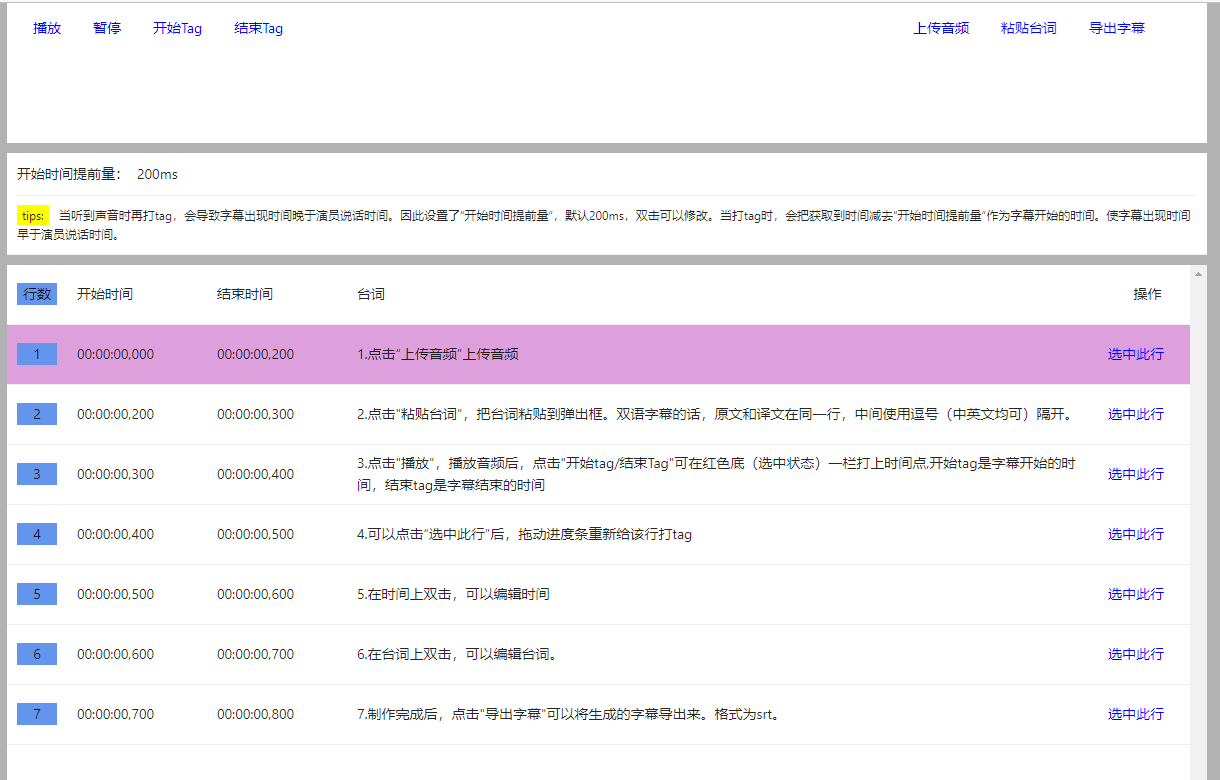 播放 暂停 开始Tag 结束Tag 上传音频 粘贴台词 导出字幕
开始时间提前量： 200ms
tips: 当听到声音时再打tag，会导致字幕出现时间晚于演员说话时间。因此设置了"开始时间提前量"，默认200ms，双击可以修改。当打tag时，会把获取到时间减去"开始时间提前量"作为字幕开始的时间。使字幕出现时间
早于演员说话时间。
行数 开始时间 结束时间 台词 操作
1 00:00:00,000 00:00:00,200 1.点击"上传音频"上传音频 选中此行
2 00:00:00,200 00:00:00,300 2.点击"粘贴台词"，把台词粘贴到弹出框。双语字幕的话，原文和译文在同一行，中间使用逗号（中英文均可）隔开。 选中此行
3 00:00:00,300 00:00:00,400 3.点击"播放"，播放音频后，点击"开始tag/结束Tag"可在红色底（选中状态）一栏打上时间点,开始tag是字幕开始的时
间，结束tag是字幕结束的时间 选中此行
4 00:00:00,400 00:00:00,500 4.可以点击"选中此行"后，拖动进度条重新给该行打tag 选中此行
5 00:00:00,500 00:00:00,600 5.在时间上双击，可以编辑时间 选中此行
6 00:00:00,600 00:00:00,700 6.在台词上双击，可以编辑台词。 选中此行
7 00:00:00,700 00:00:00,800 7.制作完成后，点击"导出字幕"可以将生成的字幕导出来。格式为srt。 选中此行